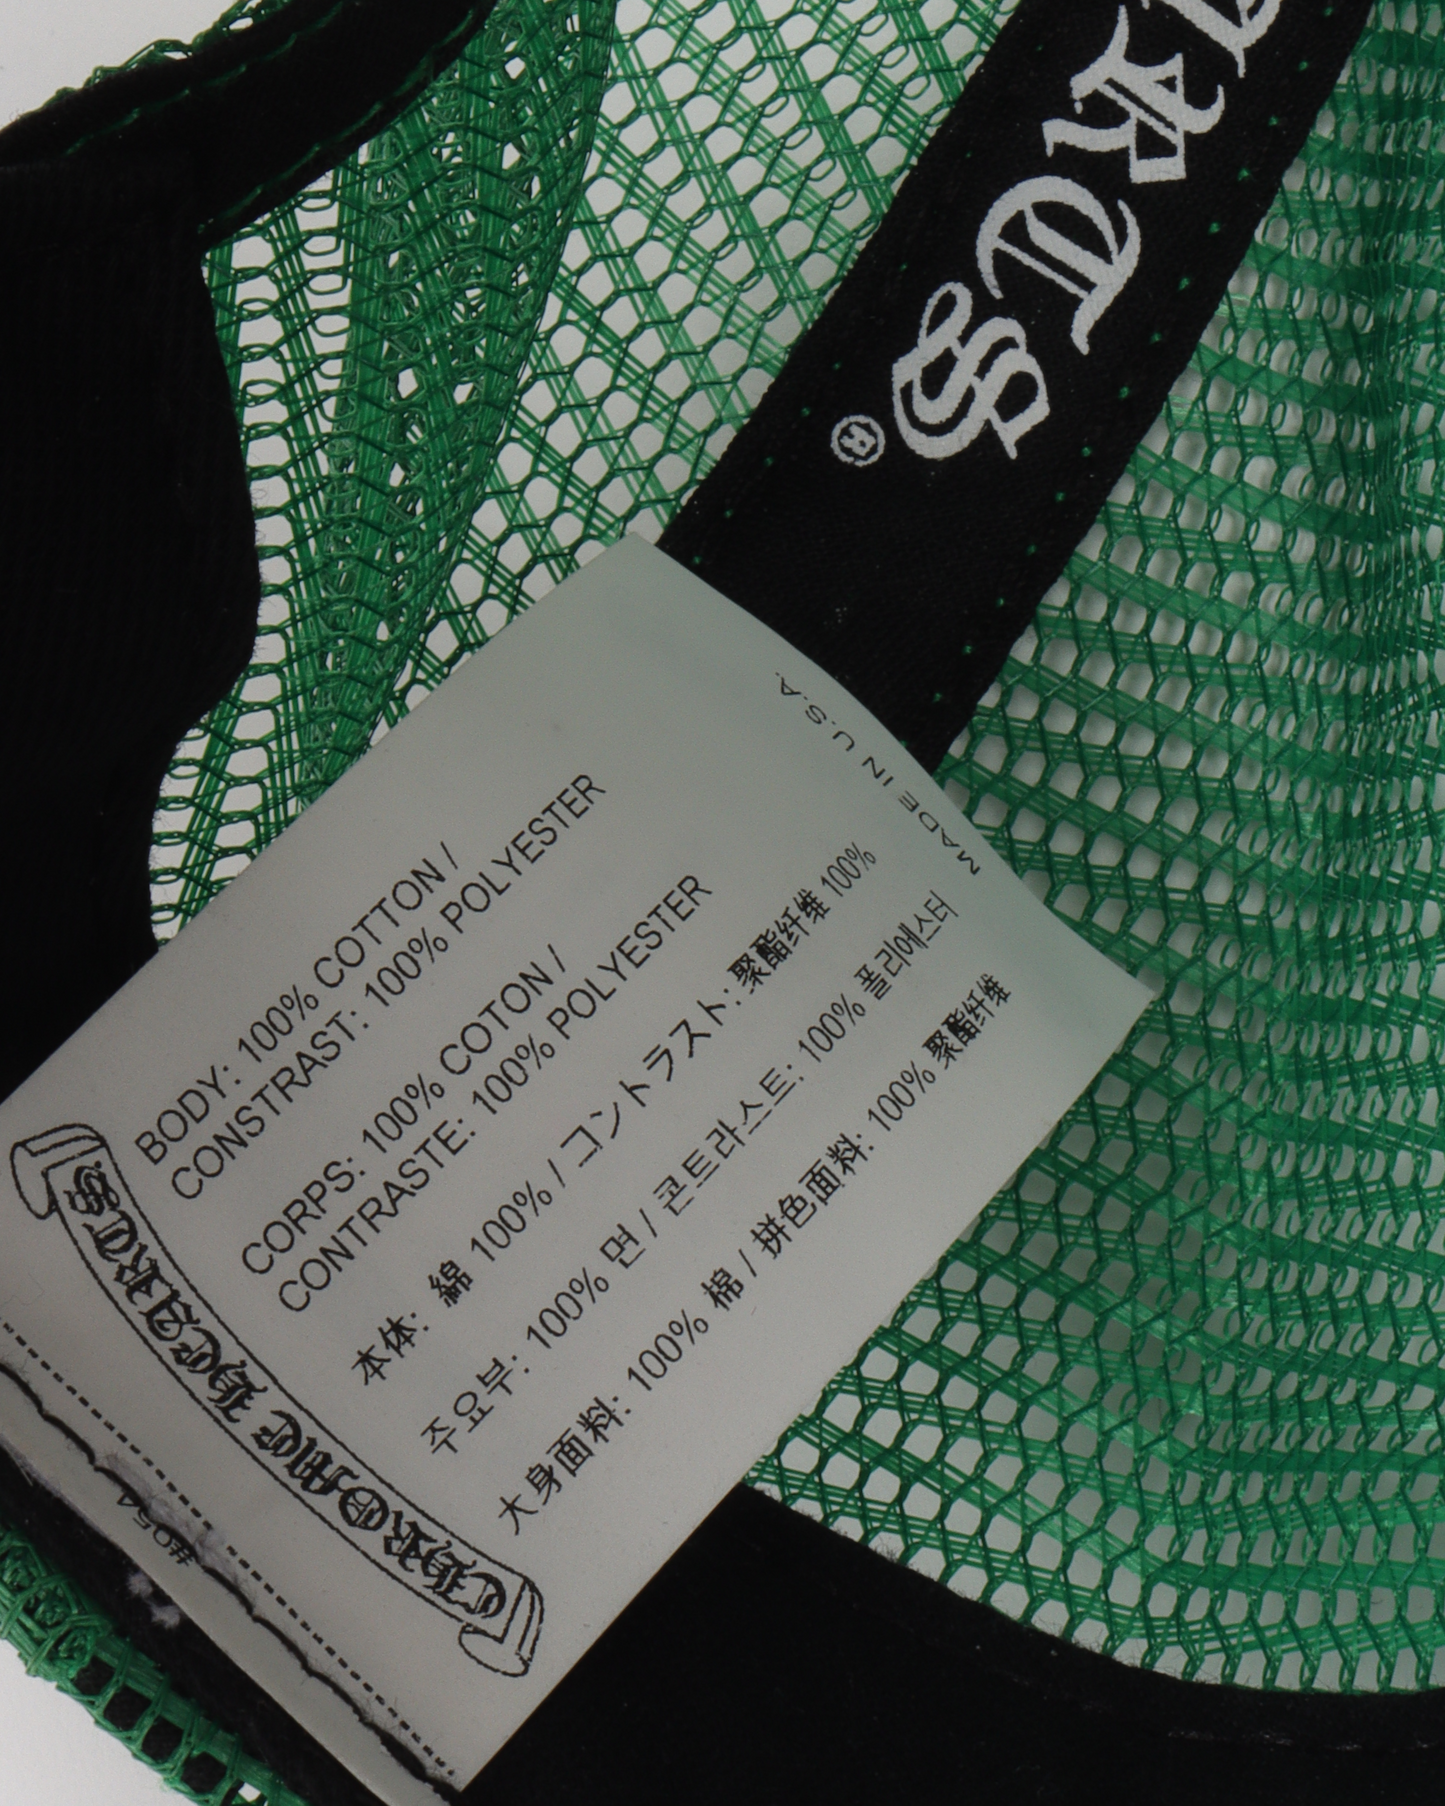 RTS®
MADE IN U.S.A.
BODY: 100% COTTON /
CONSTRAST: 100% POLYESTER
CORPS: 100% COTON /
CONTRASTE: 100% POLYESTER
本体: 綿 100% / コントラスト: 聚酯纤维 100%
주요부: 100% 면 / 콘트라스트: 100% 폴리에스터
大身面料: 100% 棉 / 拼色面料: 100% 聚酯纤维
CHROME HEARTS
#054